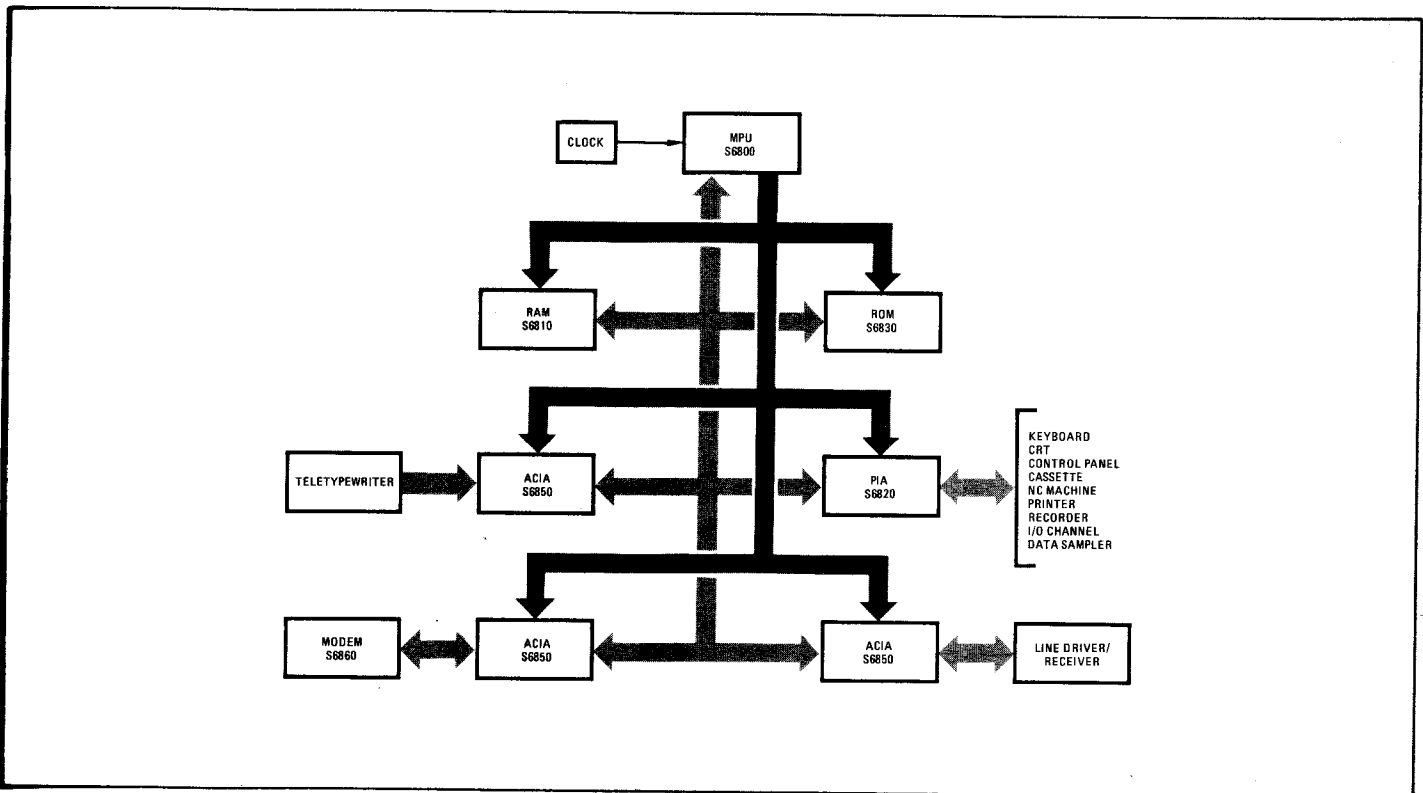 CLOCK
MPU
S6800
RAM
S6810
ROM
S6830
TELETYPEWRITER
ACIA
S6850
PIA
S6820
KEYBOARD
CRT
CONTROL PANEL
CASSETTE
NC MACHINE
PRINTER
RECORDER
I/O CHANNEL
DATA SAMPLER
MODEM
S6860
ACIA
S6850
ACIA
S6850
LINE DRIVER/
RECEIVER